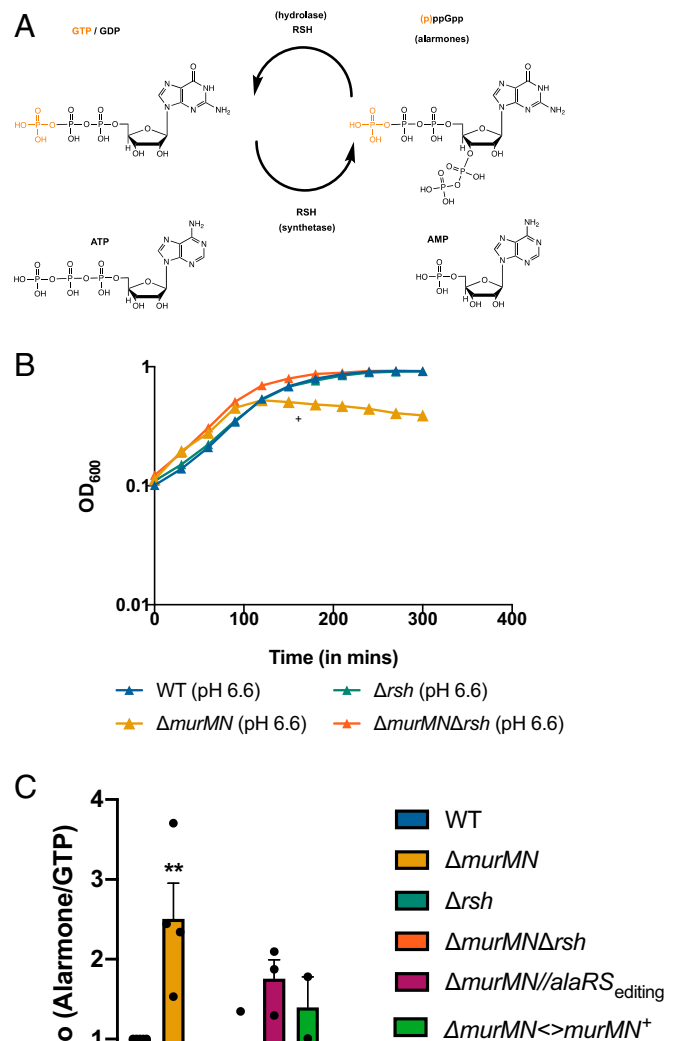 A
GTP / GDP
(hydrolase)
RSH
(p)ppGpp
(alarmones)
ATP
RSH
(synthetase)
AMP
B
OD600
1
0.1
0.01
0
100
200
300
400
+
Time (in mins)
WT (pH 6.6)
Δrsh (pH 6.6)
ΔmurMN (pH 6.6)
ΔmurMNΔrsh (pH 6.6)
C
o (Alarmone/GTP)
4
3
2
1
**
WT
ΔmurMN
Δrsh
ΔmurMNΔrsh
ΔmurMN//alaRSediting
ΔmurMN<>murMN+